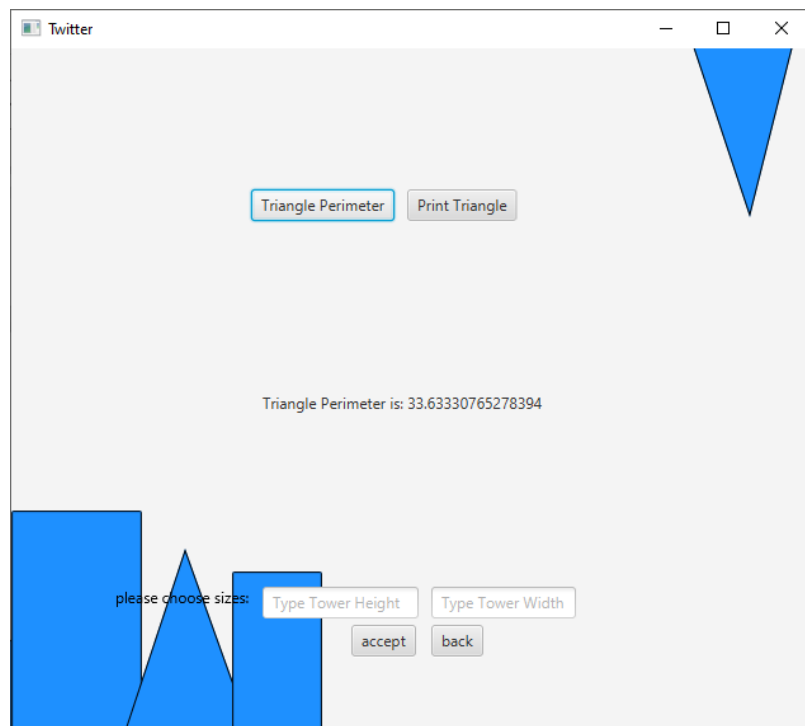 Twitter
Triangle Perimeter Print Triangle
Triangle Perimeter is: 33.63330765278394
please choose sizes: Type Tower Height Type Tower Width
accept back